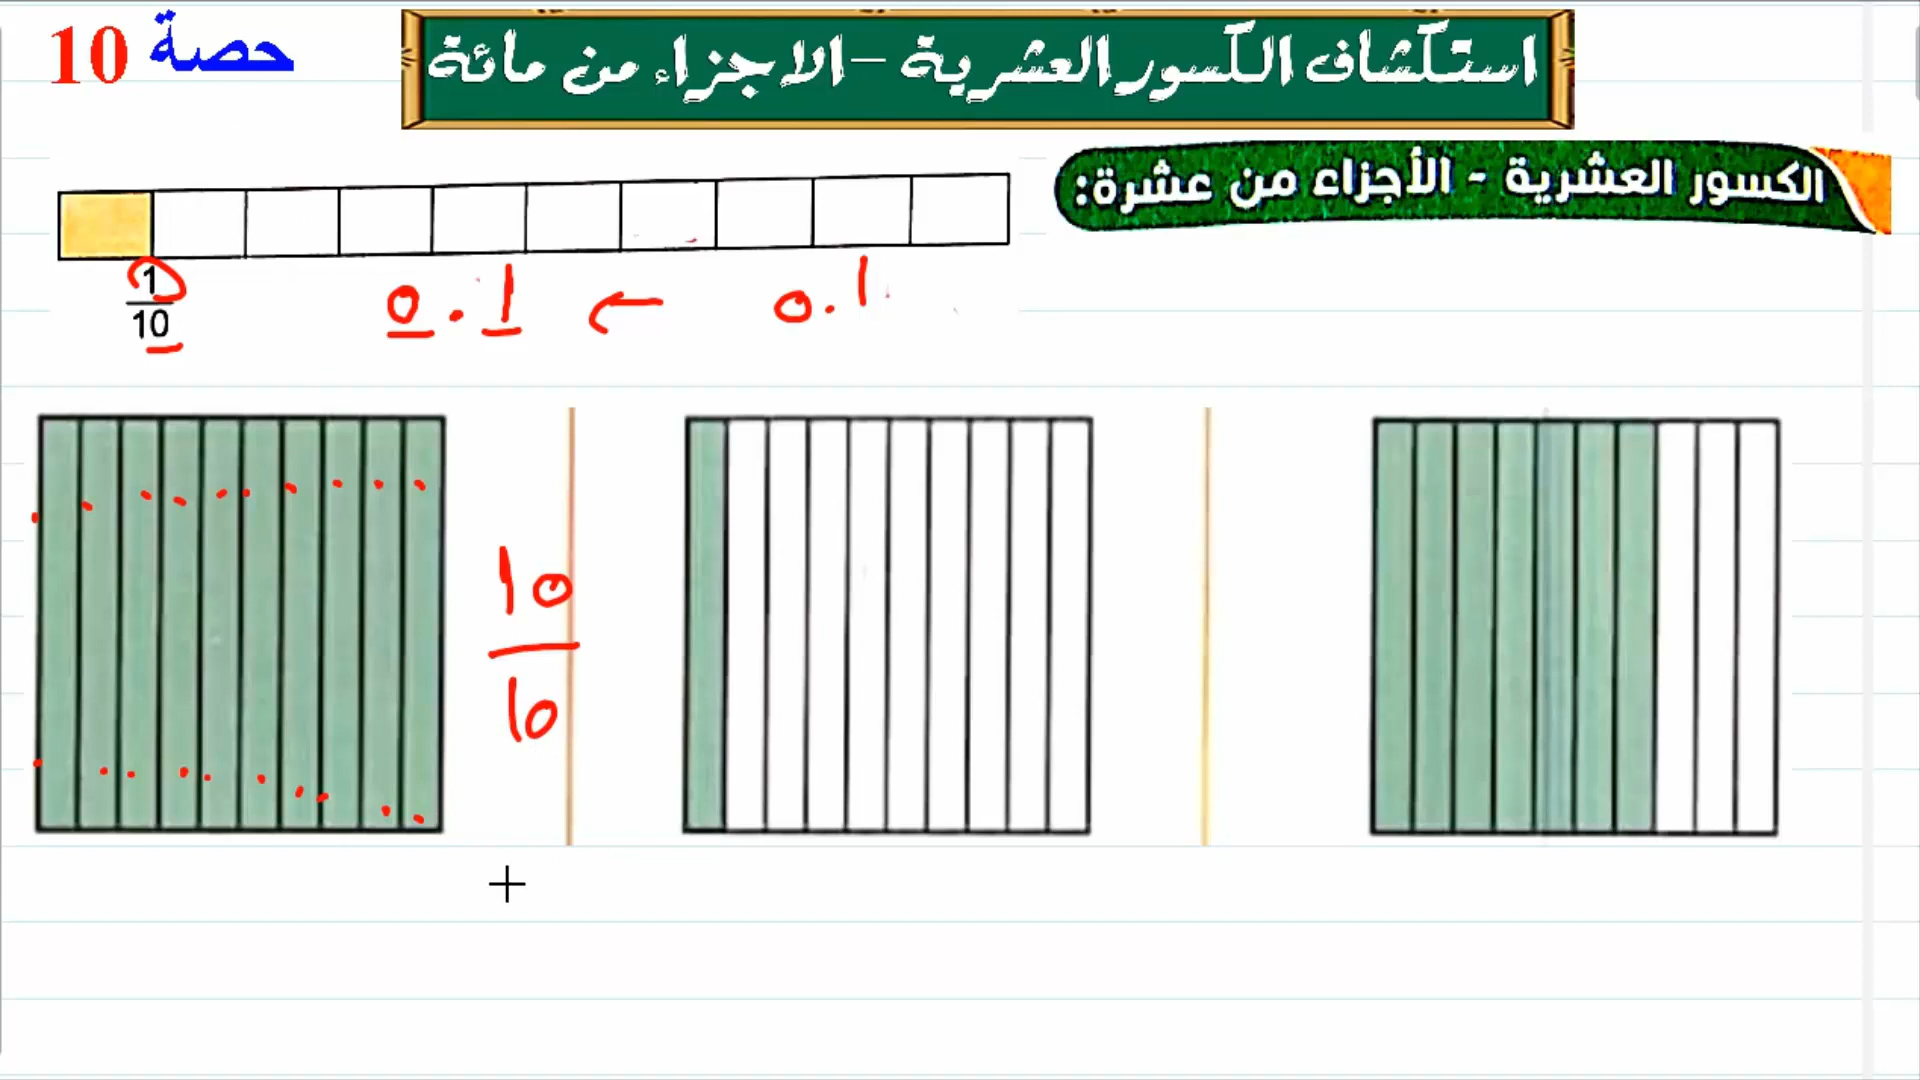 حصة 10
استكشاف الكسور العشرية – الاجزاء من مائة
الكسور العشرية - الأجزاء من عشرة:
1
10
0.1 ← 0.1
10
10